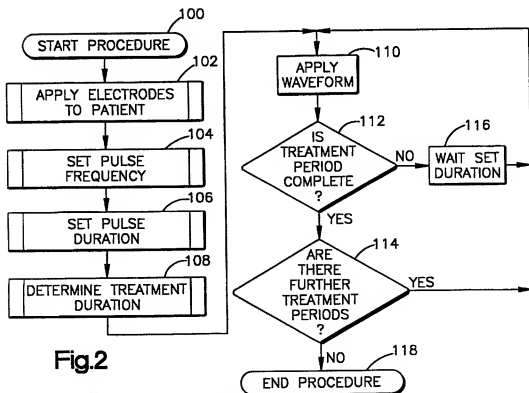 100
START PROCEDURE
102
APPLY ELECTRODES
TO PATIENT
104
SET PULSE
FREQUENCY
106
SET PULSE
DURATION
108
DETERMINE TREATMENT
DURATION
Fig.2
110
APPLY
WAVEFORM
112
IS
TREATMENT
PERIOD
COMPLETE
?
NO
116
WAIT SET
DURATION
YES
114
ARE
THERE
FURTHER
TREATMENT
PERIODS
?
YES
NO
118
END PROCEDURE